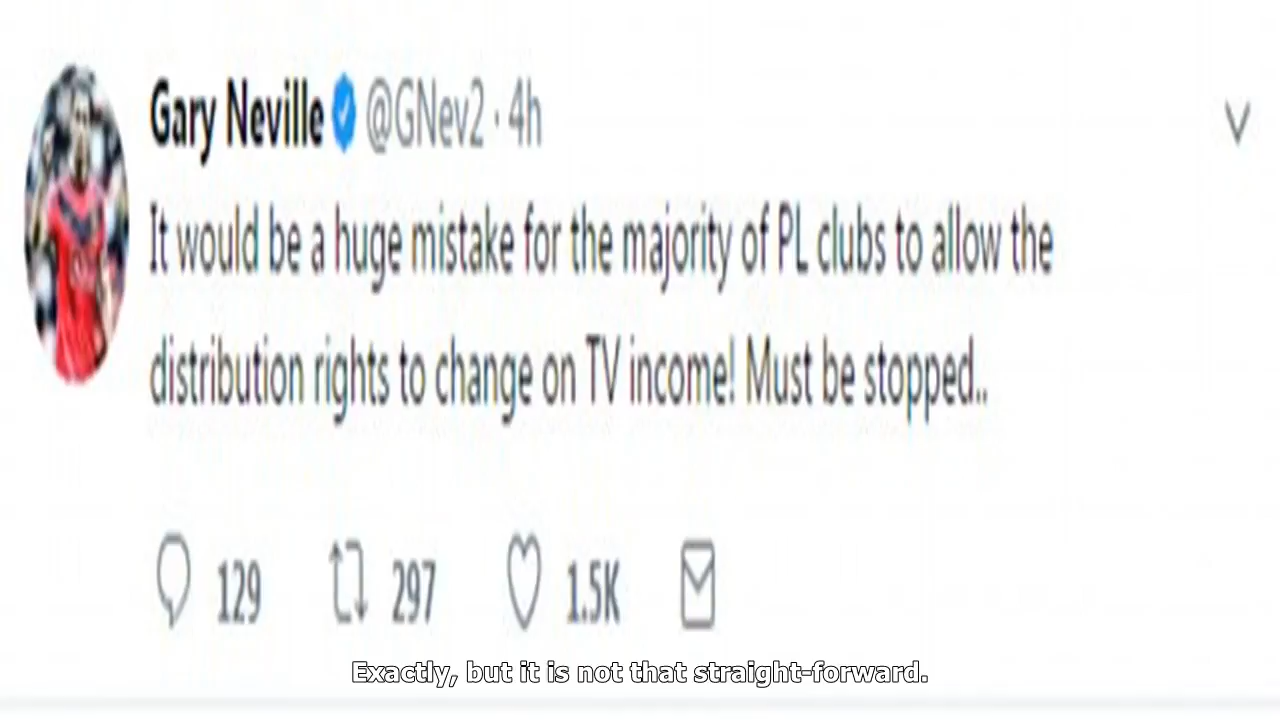 Gary Neville @GNev2 · 4h
It would be a huge mistake for the majority of PL clubs to allow the
distribution rights to change on TV income! Must be stopped..
129 297 1.5K
Exactly, but it is not that straight-forward.